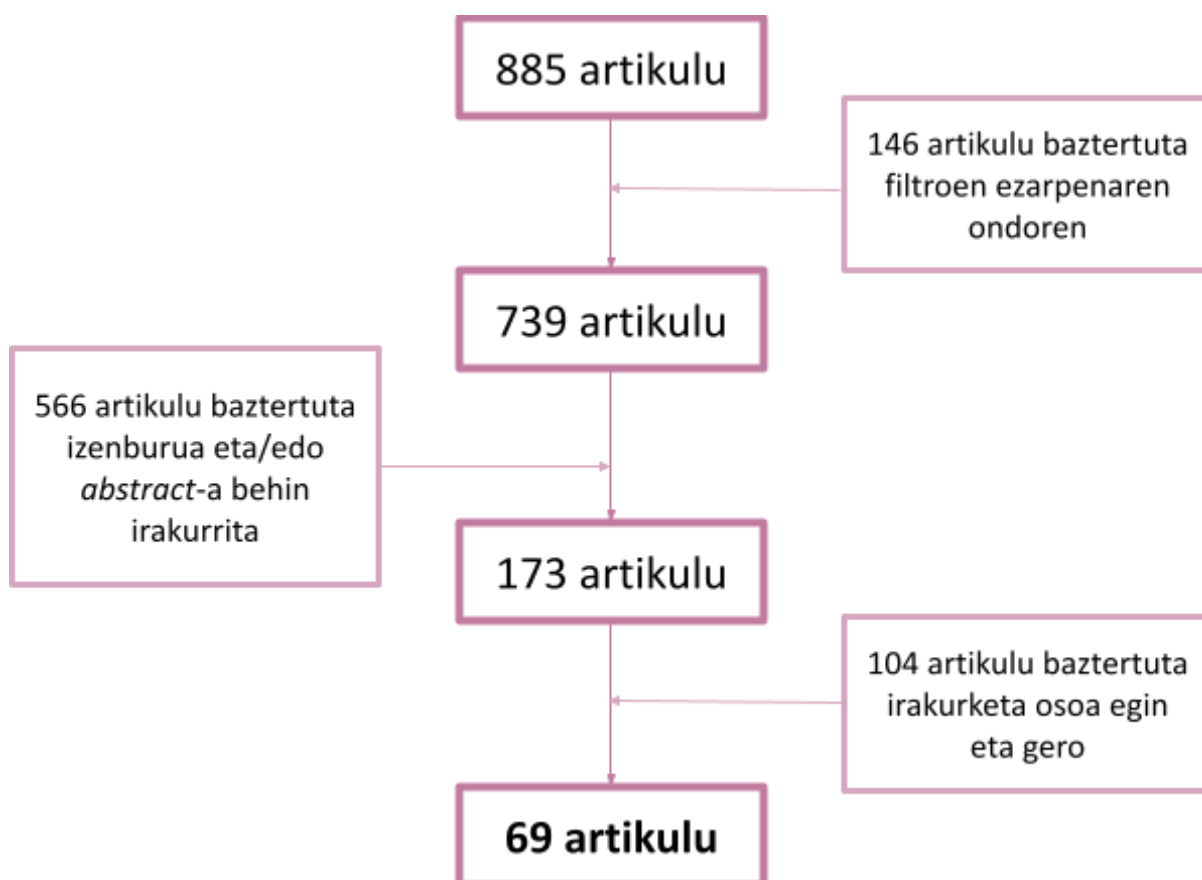 885 artikulu
146 artikulu baztertuta
filtroen ezarpenaren
ondoren
739 artikulu
566 artikulu baztertuta
izenburua eta/edo
abstract-a behin
irakurrita
173 artikulu
104 artikulu baztertuta
irakurketa osoa egin
eta gero
69 artikulu